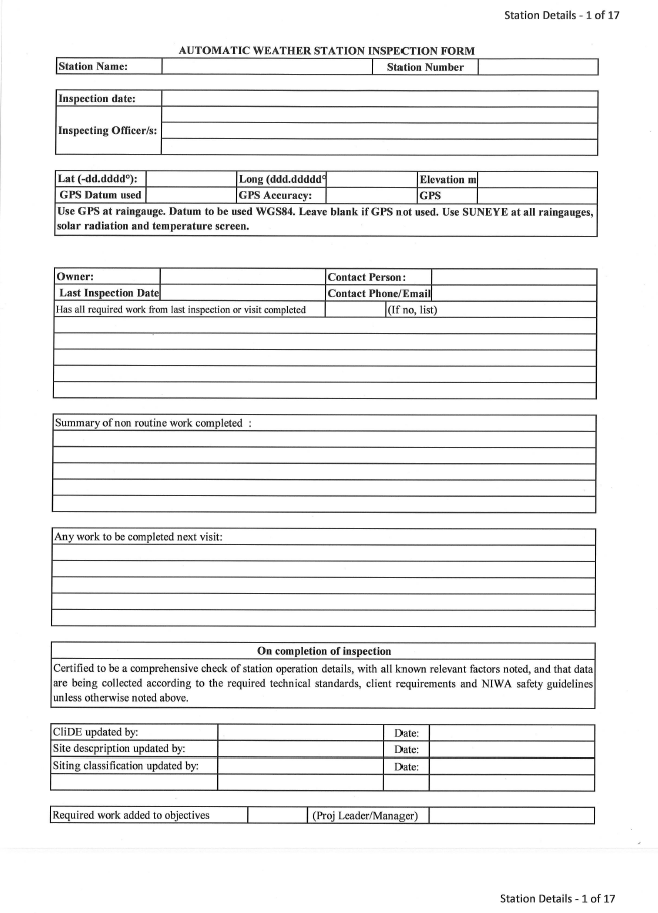 Station Details - 1 of 17
AUTOMATIC WEATHER STATION INSPECTION FORM
Station Name: Station Number
Inspection date:
Inspecting Officer/s:
Lat (-dd.dddd°): Long (ddd.ddddd° Elevation m
GPS Datum used GPS Accuracy: GPS
Use GPS at raingauge. Datum to be used WGS84. Leave blank if GPS not used. Use SUNEYE at all raingauges,
solar radiation and temperature screen.
Owner: Contact Person:
Last Inspection Date Contact Phone/Email
Has all required work from last inspection or visit completed (If no, list)
Summary of non routine work completed :
Any work to be completed next visit:
On completion of inspection
Certified to be a comprehensive check of station operation details, with all known relevant factors noted, and that data
are being collected according to the required technical standards, client requirements and NIWA safety guidelines
unless otherwise noted above.
CliDE updated by: Date:
Site descpription updated by: Date:
Siting classification updated by: Date:
Required work added to objectives (Proj Leader/Manager)
Station Details - 1 of 17